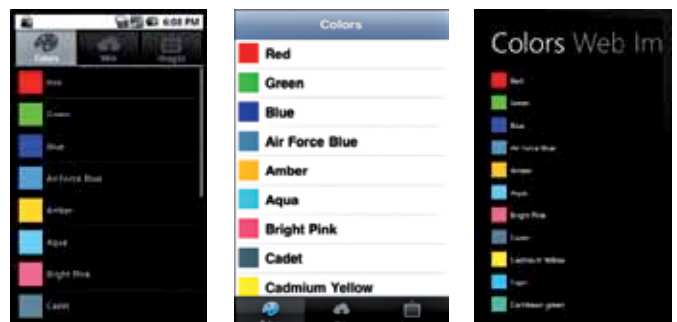 6:08 PM
Colors Web Images
Red
Green
Blue
Air Force Blue
Amber
Aqua
Bright Pink
Cadet
Colors
Red
Green
Blue
Air Force Blue
Amber
Aqua
Bright Pink
Cadet
Cadmium Yellow
Colors Web Im
Red
Green
Blue
Air Force Blue
Amber
Aqua
Bright Pink
Cadet
Cadmium Yellow
Caribbean green